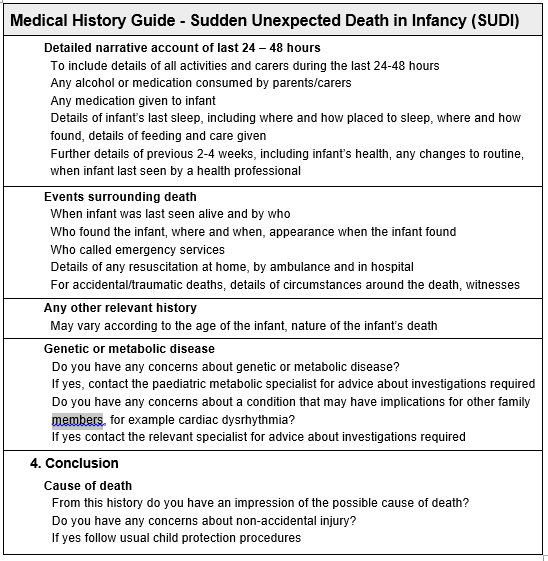 Medical History Guide - Sudden Unexpected Death in Infancy (SUDI)
Detailed narrative account of last 24 – 48 hours
To include details of all activities and carers during the last 24-48 hours
Any alcohol or medication consumed by parents/carers
Any medication given to infant
Details of infant's last sleep, including where and how placed to sleep, where and how
found, details of feeding and care given
Further details of previous 2-4 weeks, including infant's health, any changes to routine,
when infant last seen by a health professional
Events surrounding death
When infant was last seen alive and by who
Who found the infant, where and when, appearance when the infant found
Who called emergency services
Details of any resuscitation at home, by ambulance and in hospital
For accidental/traumatic deaths, details of circumstances around the death, witnesses
Any other relevant history
May vary according to the age of the infant, nature of the infant's death
Genetic or metabolic disease
Do you have any concerns about genetic or metabolic disease?
If yes, contact the paediatric metabolic specialist for advice about investigations required
Do you have any concerns about a condition that may have implications for other family
members, for example cardiac dysrhythmia?
If yes contact the relevant specialist for advice about investigations required
4. Conclusion
Cause of death
From this history do you have an impression of the possible cause of death?
Do you have any concerns about non-accidental injury?
If yes follow usual child protection procedures